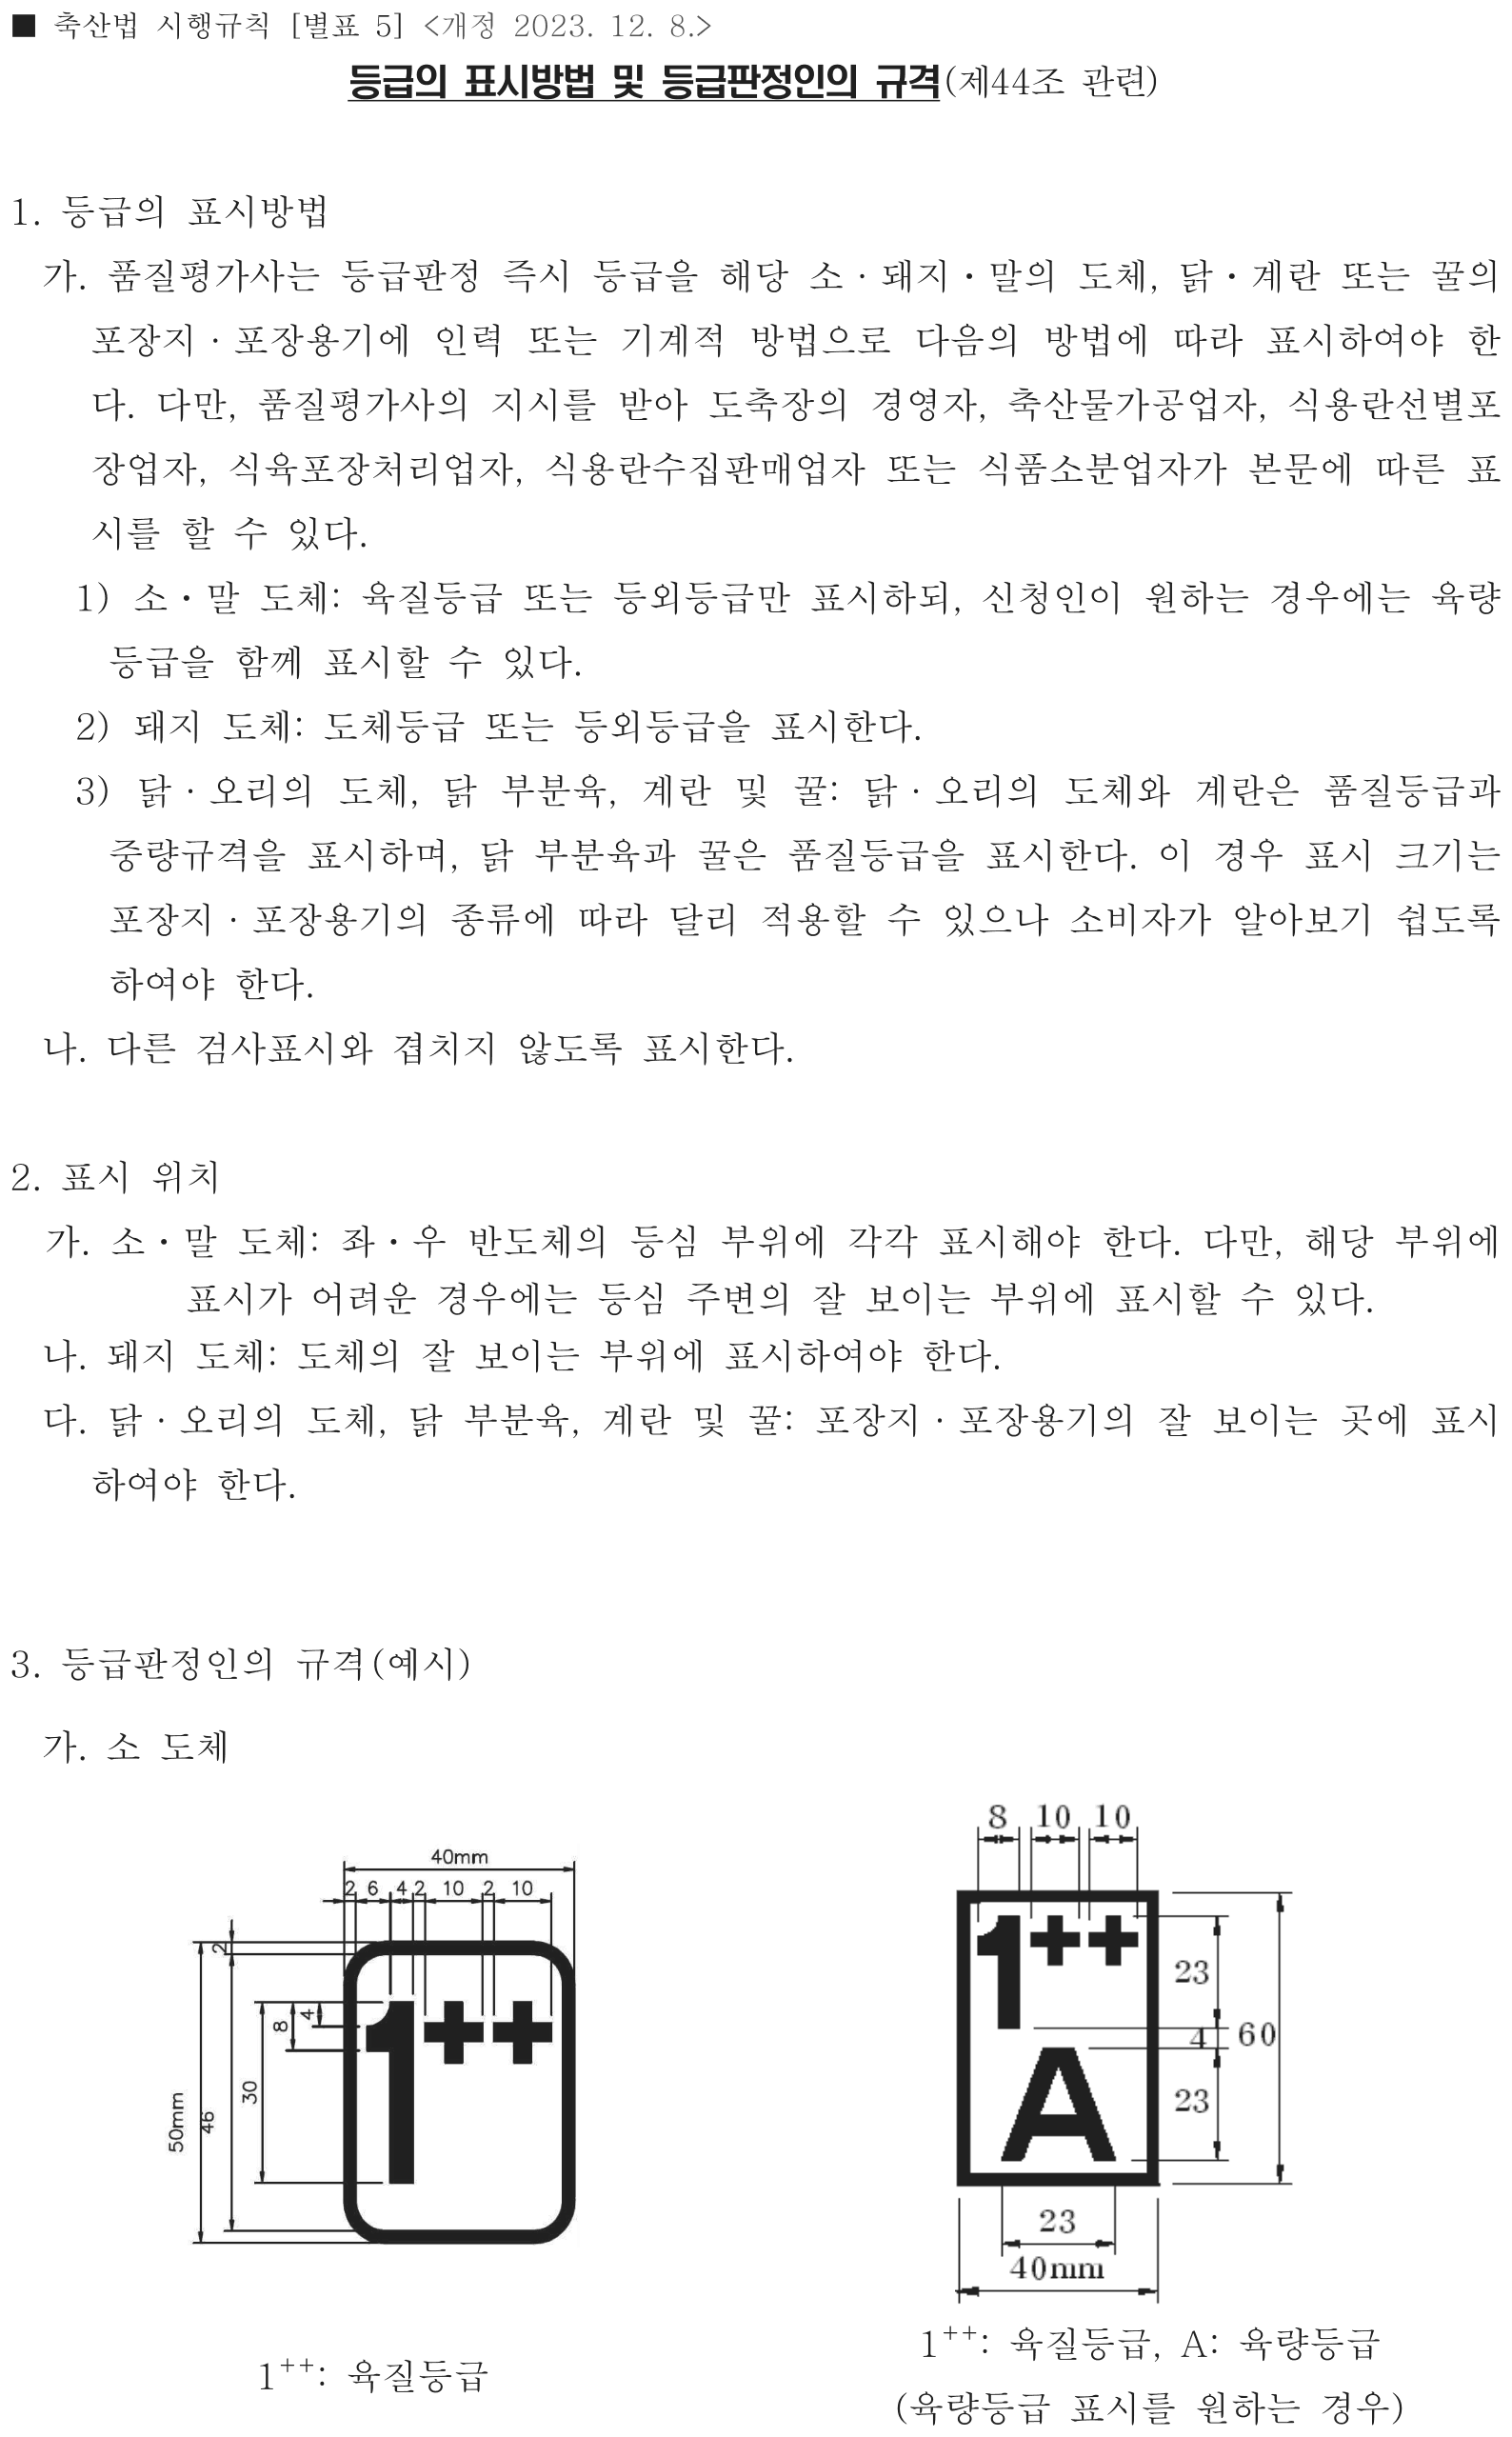 ■ 축산법 시행규칙 [별표 5] <개정 2023. 12. 8.>
등급의 표시방법 및 등급판정인의 규격(제44조 관련)
1. 등급의 표시방법
가. 품질평가사는 등급판정 즉시 등급을 해당 소ㆍ돼지・말의 도체, 닭・계란 또는 꿀의
포장지ㆍ포장용기에 인력 또는 기계적 방법으로 다음의 방법에 따라 표시하여야 한
다. 다만, 품질평가사의 지시를 받아 도축장의 경영자, 축산물가공업자, 식용란선별포
장업자, 식육포장처리업자, 식용란수집판매업자 또는 식품소분업자가 본문에 따른 표
시를 할 수 있다.
1) 소・말 도체: 육질등급 또는 등외등급만 표시하되, 신청인이 원하는 경우에는 육량
등급을 함께 표시할 수 있다.
2) 돼지 도체: 도체등급 또는 등외등급을 표시한다.
3) 닭ㆍ오리의 도체, 닭 부분육, 계란 및 꿀: 닭ㆍ오리의 도체와 계란은 품질등급과
중량규격을 표시하며, 닭 부분육과 꿀은 품질등급을 표시한다. 이 경우 표시 크기는
포장지ㆍ포장용기의 종류에 따라 달리 적용할 수 있으나 소비자가 알아보기 쉽도록
하여야 한다.
나. 다른 검사표시와 겹치지 않도록 표시한다.
2. 표시 위치
가. 소・말 도체: 좌・우 반도체의 등심 부위에 각각 표시해야 한다. 다만, 해당 부위에
표시가 어려운 경우에는 등심 주변의 잘 보이는 부위에 표시할 수 있다.
나. 돼지 도체: 도체의 잘 보이는 부위에 표시하여야 한다.
다. 닭ㆍ오리의 도체, 닭 부분육, 계란 및 꿀: 포장지ㆍ포장용기의 잘 보이는 곳에 표시
하여야 한다.
3. 등급판정인의 규격(예시)
가. 소 도체
40mm
2 6 4 2 10 2 10
2
4
8
30
46
50mm
1++
1++: 육질등급
8 10 10
1++
23
4
60
A
23
23
40mm
1++: 육질등급, A: 육량등급
(육량등급 표시를 원하는 경우)